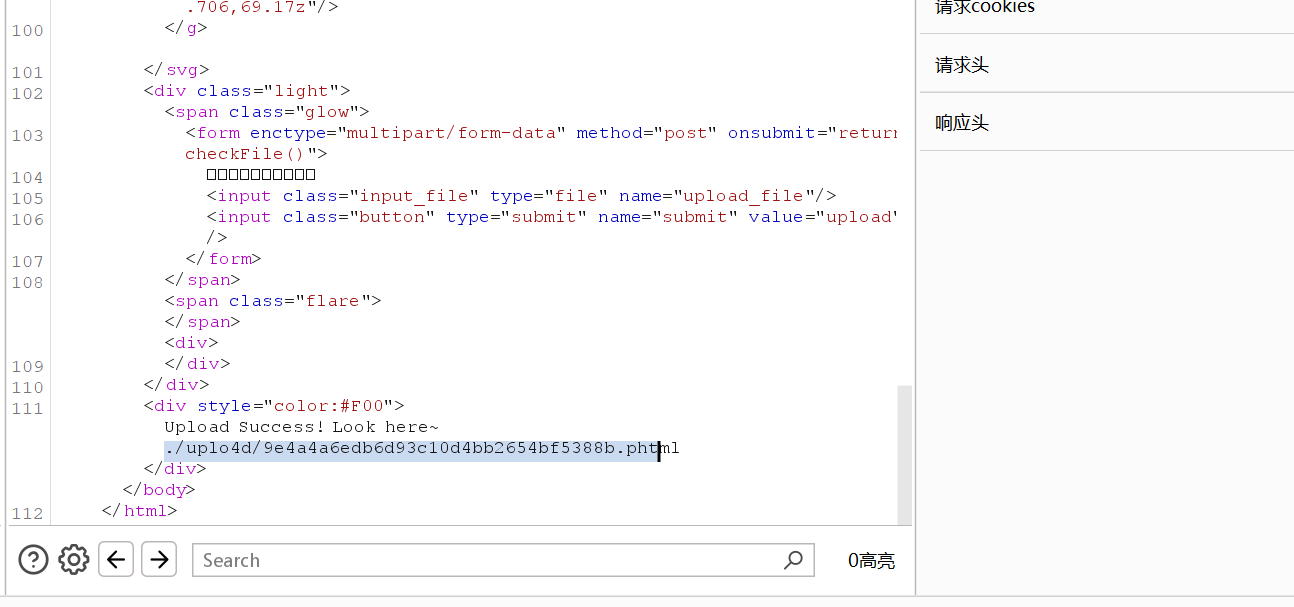 .706,69.17z"/>
请求cookies
100 </g>
101 </svg>
请求头
102 <div class="light">
<span class="glow">
响应头
103 <form enctype="multipart/form-data" method="post" onsubmit="return
checkFile()">
104
105 <input class="input_file" type="file" name="upload_file"/>
106 <input class="button" type="submit" name="submit" value="upload"
/>
107 </form>
108 </span>
<span class="flare">
</span>
<div>
109 </div>
110 </div>
111 <div style="color:#F00">
Upload Success! Look here~
./uplo4d/9e4a4a6edb6d93c10d4bb2654bf5388b.phtml
</div>
</body>
112 </html>
Search
0高亮